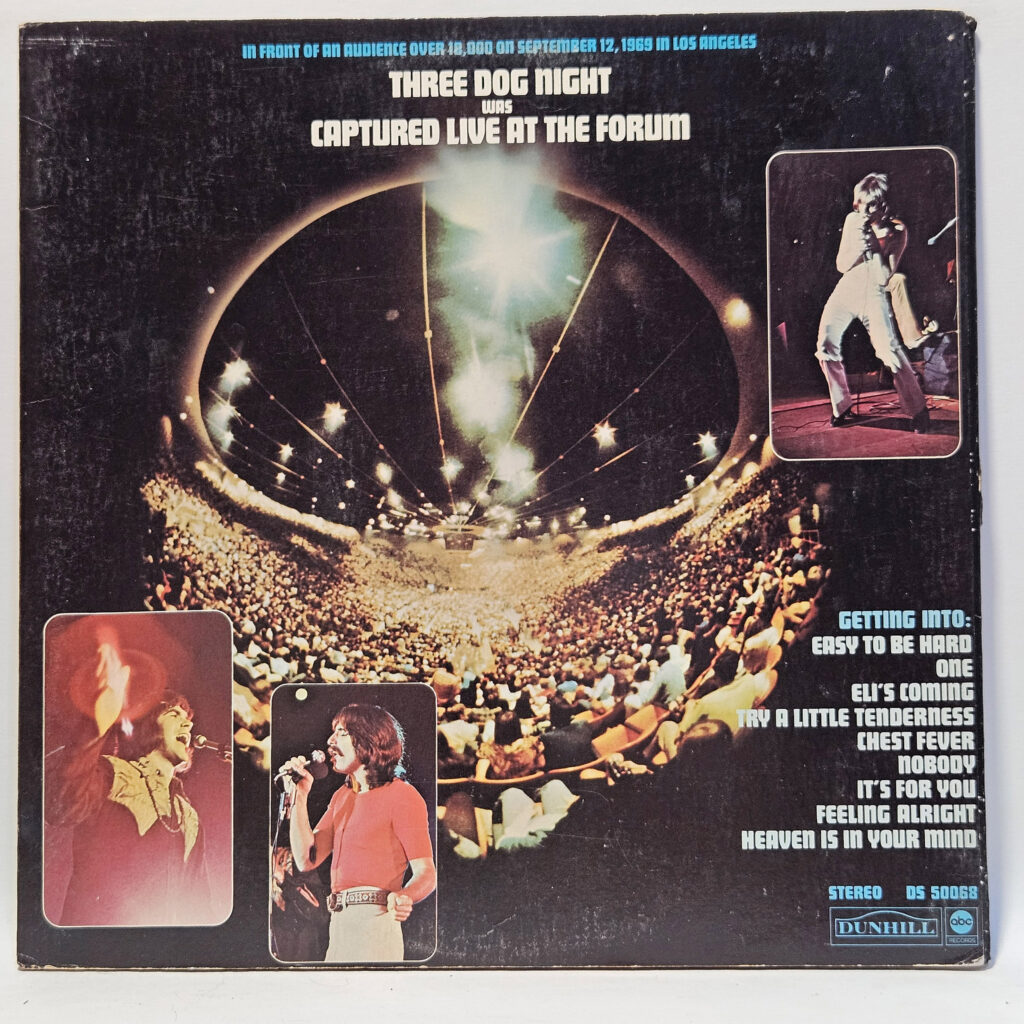 IN FRONT OF AN AUDIENCE OVER 18,000 ON SEPTEMBER 12, 1969 IN LOS ANGELES
THREE DOG NIGHT
WAS
CAPTURED LIVE AT THE FORUM
GETTING INTO:
EASY TO BE HARD
ONE
ELI'S COMING
TRY A LITTLE TENDERNESS
CHEST FEVER
NOBODY
IT'S FOR YOU
FEELING ALRIGHT
HEAVEN IS IN YOUR MIND
STEREO DS 50068
DUNHILL abc
RECORDS